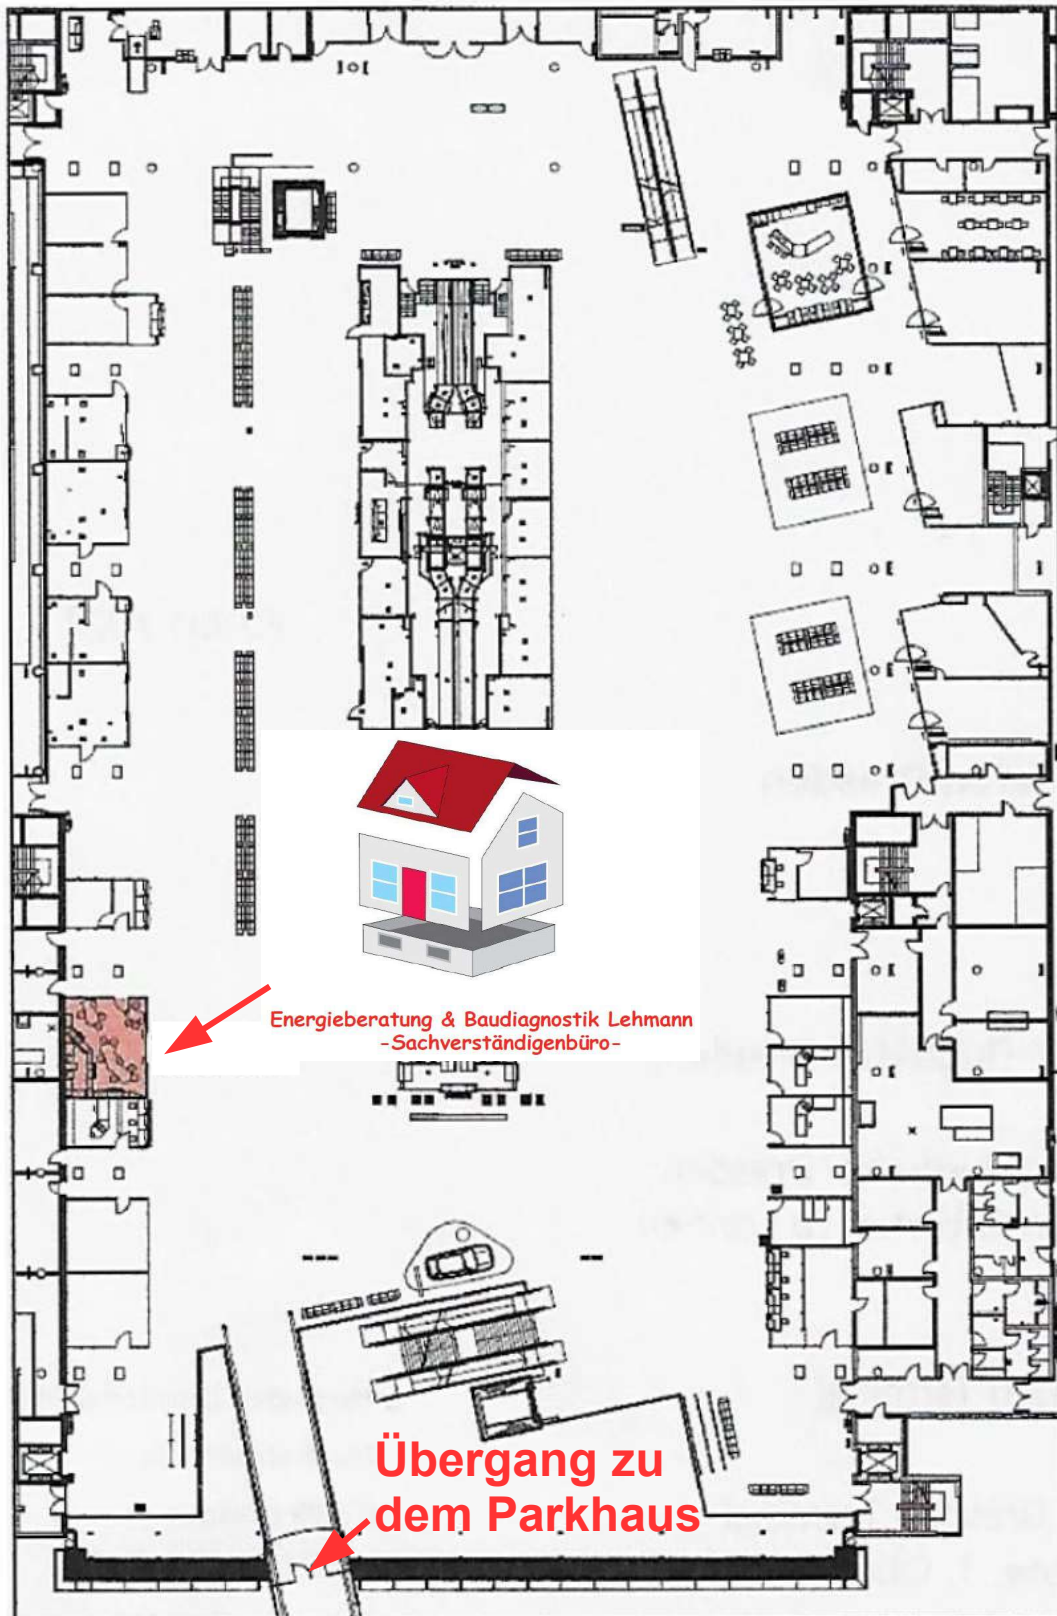 Energieberatung & Baudiagnostik Lehmann
-Sachverständigenbüro-
Übergang zu
dem Parkhaus